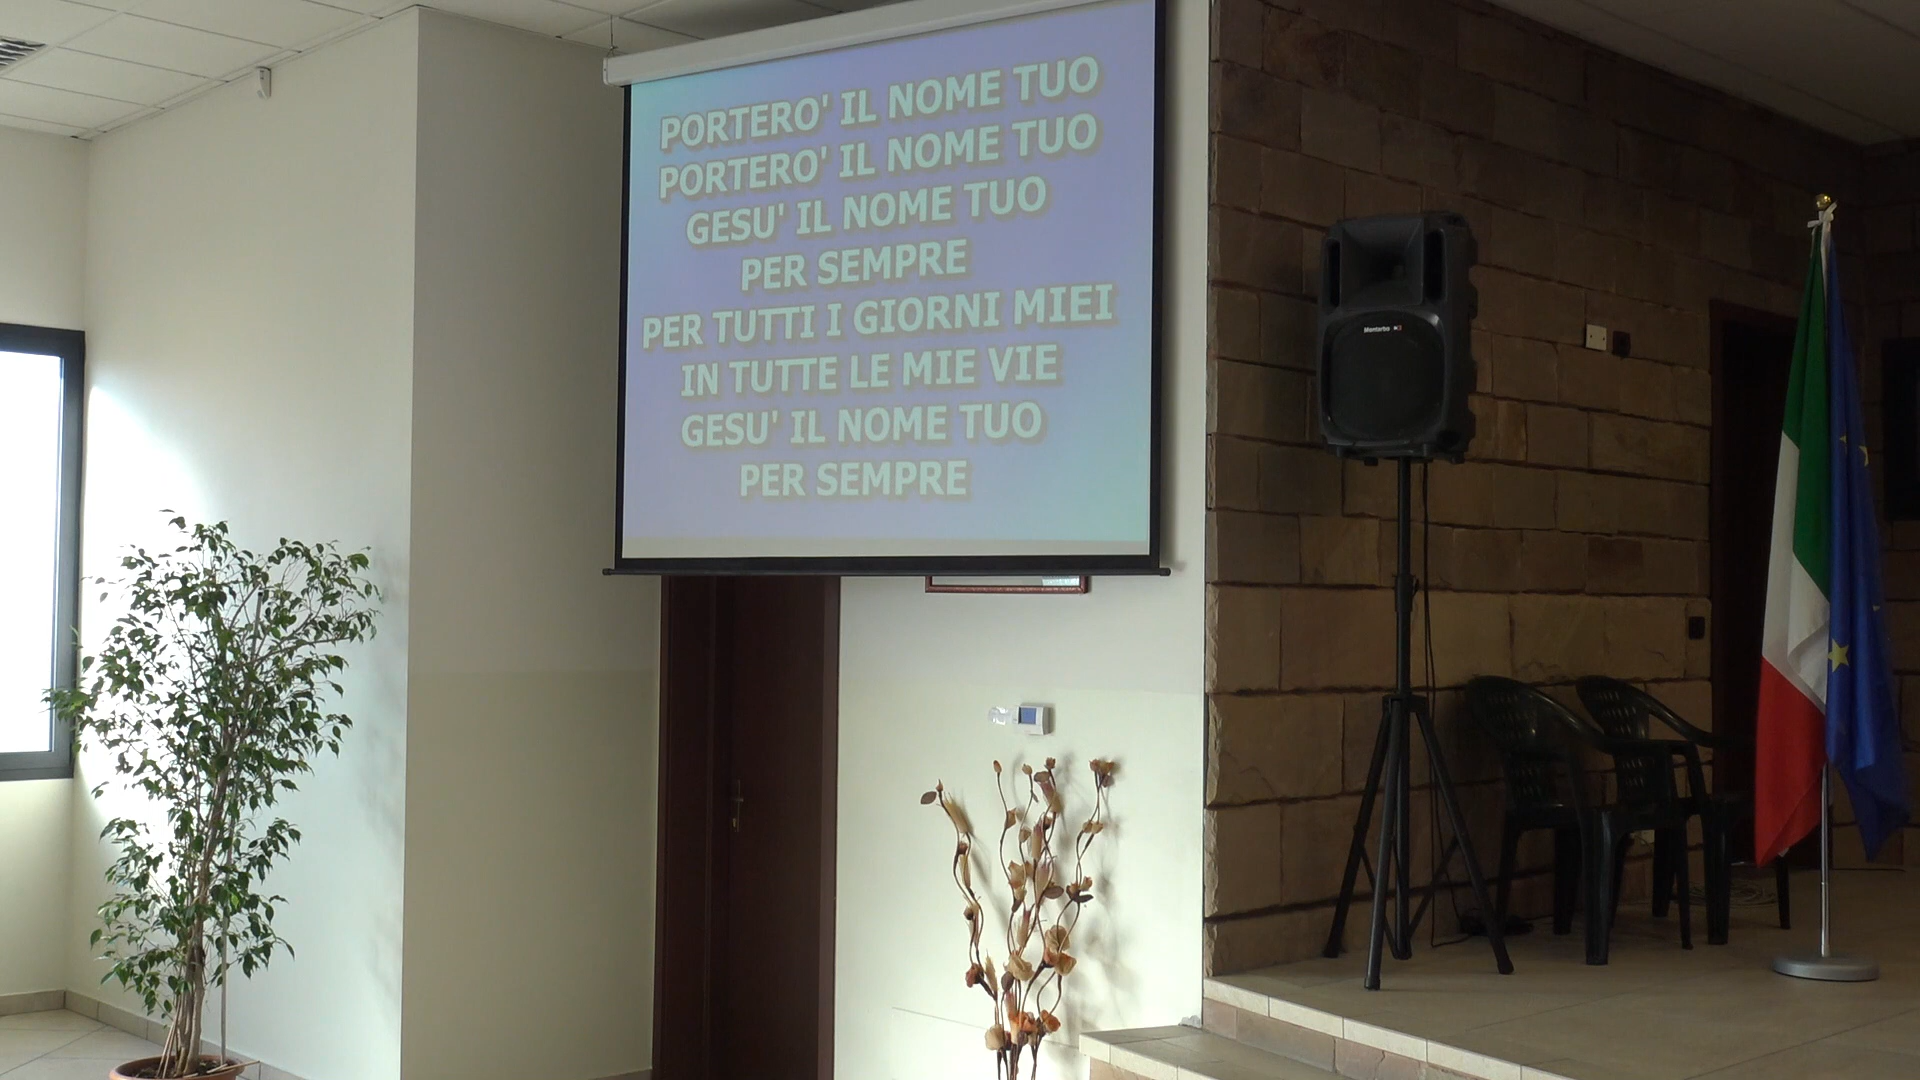 PORTERO' IL NOME TUO
PORTERO' IL NOME TUO
GESU' IL NOME TUO
PER SEMPRE
PER TUTTI I GIORNI MIEI
IN TUTTE LE MIE VIE
GESU' IL NOME TUO
PER SEMPRE
Montarbo